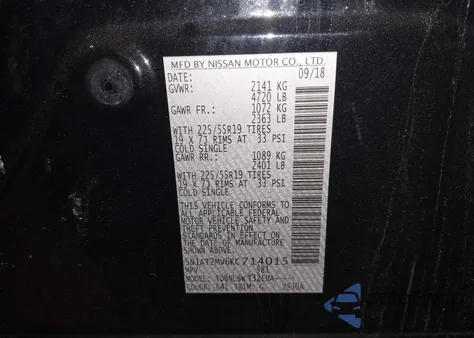 MFD BY NISSAN MOTOR CO., LTD.
DATE: 09/18
GVWR: 2141 KG
4720 LB
GAWR FR: 1072 KG
2363 LB
WITH 225/55R19 TIRES
19 X 7J RIMS AT 33 PSI
COLD SINGLE
GAWR RR: 1089 KG
2401 LB
WITH 225/55R19 TIRES
19 X 7J RIMS AT 33 PSI
COLD SINGLE
THIS VEHICLE CONFORMS TO
ALL APPLICABLE FEDERAL
MOTOR VEHICLE SAFETY AND
THEFT PREVENTION
STANDARDS IN EFFECT ON THE
DATE OF MANUFACTURE
SHOWN ABOVE.
5N1AT2MV6KC714015
MPV
MODEL:
COLOR: TRIM: G